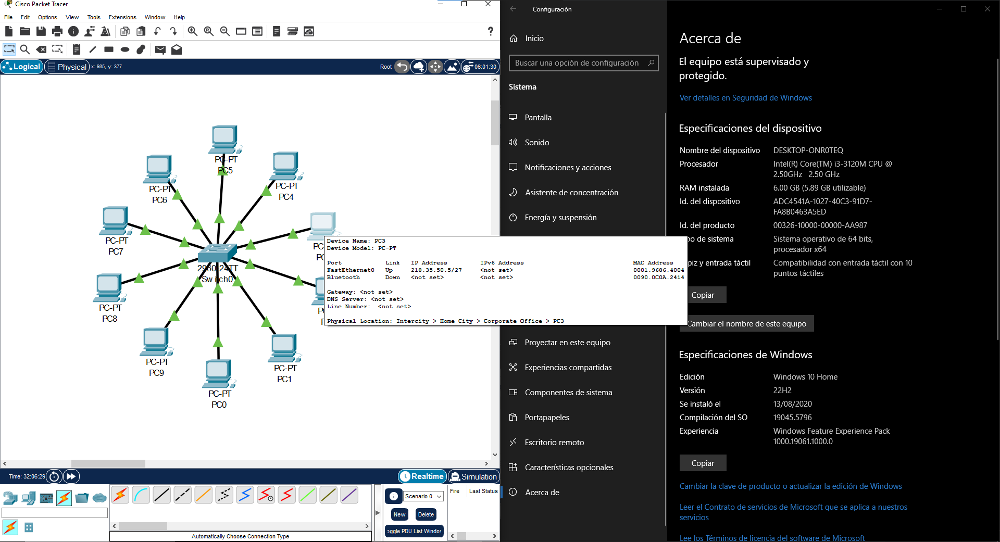 Cisco Packet Tracer
File Edit Options View Tools Extensions Window Help
Logical Physical x: 935, y: 377 Root 06:01:30
PC-PT
PC5
PC-PT
PC4
PC-PT
PC6
PC-PT
PC7
2960-24TT
Switch0
PC-PT
PC8
PC-PT
PC9
PC-PT
PC1
PC-PT
PC0
Device Name: PC3
Device Model: PC-PT
Port Link IP Address IPv6 Address MAC Address
FastEthernet0 Up 218.35.50.5/27 <not set> 0001.9686.4004
Bluetooth Down <not set> <not set> 0090.0C0A.2414
Gateway: <not set>
DNS Server: <not set>
Line Number: <not set>
Physical Location: Intercity > Home City > Corporate Office > PC3
Time: 32:06:29 Realtime Simulation
Scenario 0
New Delete
oggle PDU List Windov
Fire Last Status
Automatically Choose Connection Type
Configuración
Inicio
Buscar una opción de configuración
Sistema
Pantalla
Sonido
Notificaciones y acciones
Asistente de concentración
Energía y suspensión
Proyectar en este equipo
Experiencias compartidas
Componentes de sistema
Portapapeles
Escritorio remoto
Características opcionales
Acerca de
Acerca de
El equipo está supervisado y
protegido.
Ver detalles en Seguridad de Windows
Especificaciones del dispositivo
Nombre del dispositivo DESKTOP-ONR0TEQ
Procesador Intel(R) Core(TM) i3-3120M CPU @
2.50GHz 2.50 GHz
RAM instalada 6.00 GB (5.89 GB utilizable)
Id. del dispositivo ADC4541A-1027-40C3-91D7-
FA8B0463A5ED
Id. del producto 00326-10000-00000-AA987
po de sistema Sistema operativo de 64 bits,
procesador x64
piz y entrada táctil Compatibilidad con entrada táctil con 10
puntos táctiles
Copiar
Cambiar el nombre de este equipo
Especificaciones de Windows
Edición Windows 10 Home
Versión 22H2
Se instaló el 13/08/2020
Compilación del SO 19045.5796
Experiencia Windows Feature Experience Pack
1000.19061.1000.0
Copiar
Cambiar la clave de producto o actualizar la edición de Windows
Leer el Contrato de servicios de Microsoft que se aplica a nuestros
servicios
Lee los Términos de licencia del software de Microsoft